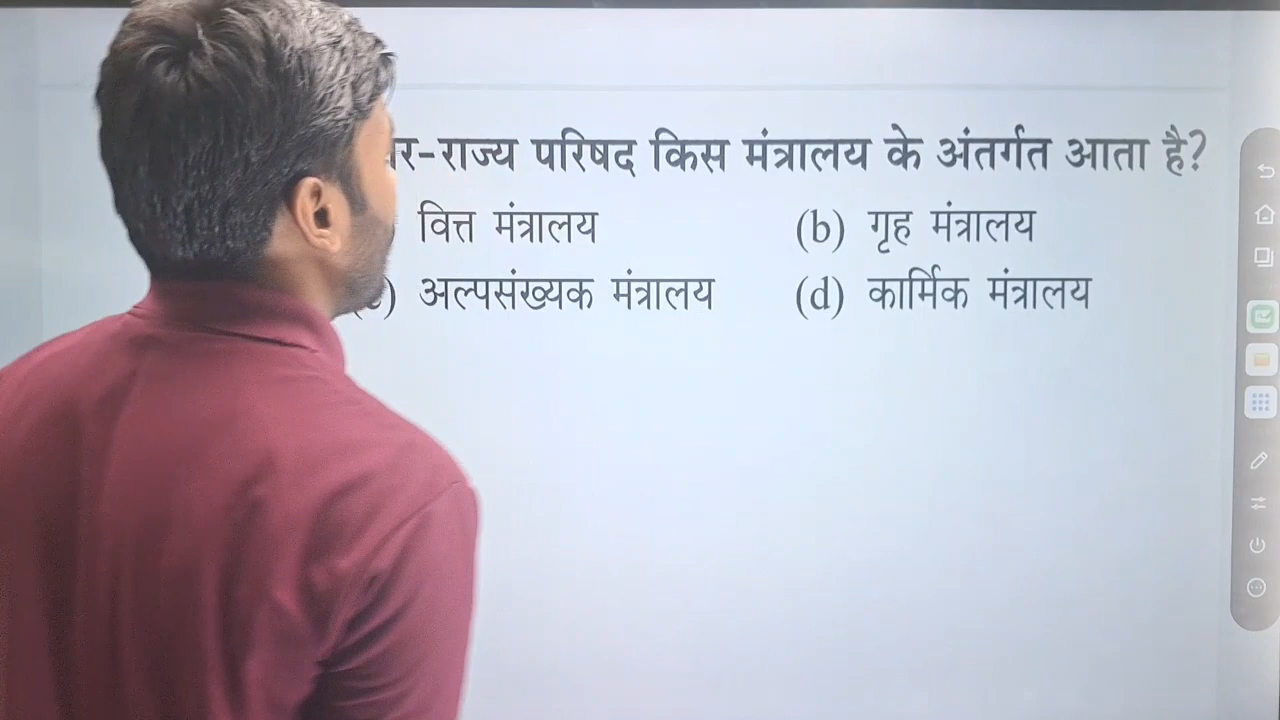 -राज्य परिषद किस मंत्रालय के अंतर्गत आता है?
वित्त मंत्रालय (b) गृह मंत्रालय
अल्पसंख्यक मंत्रालय (d) कार्मिक मंत्रालय